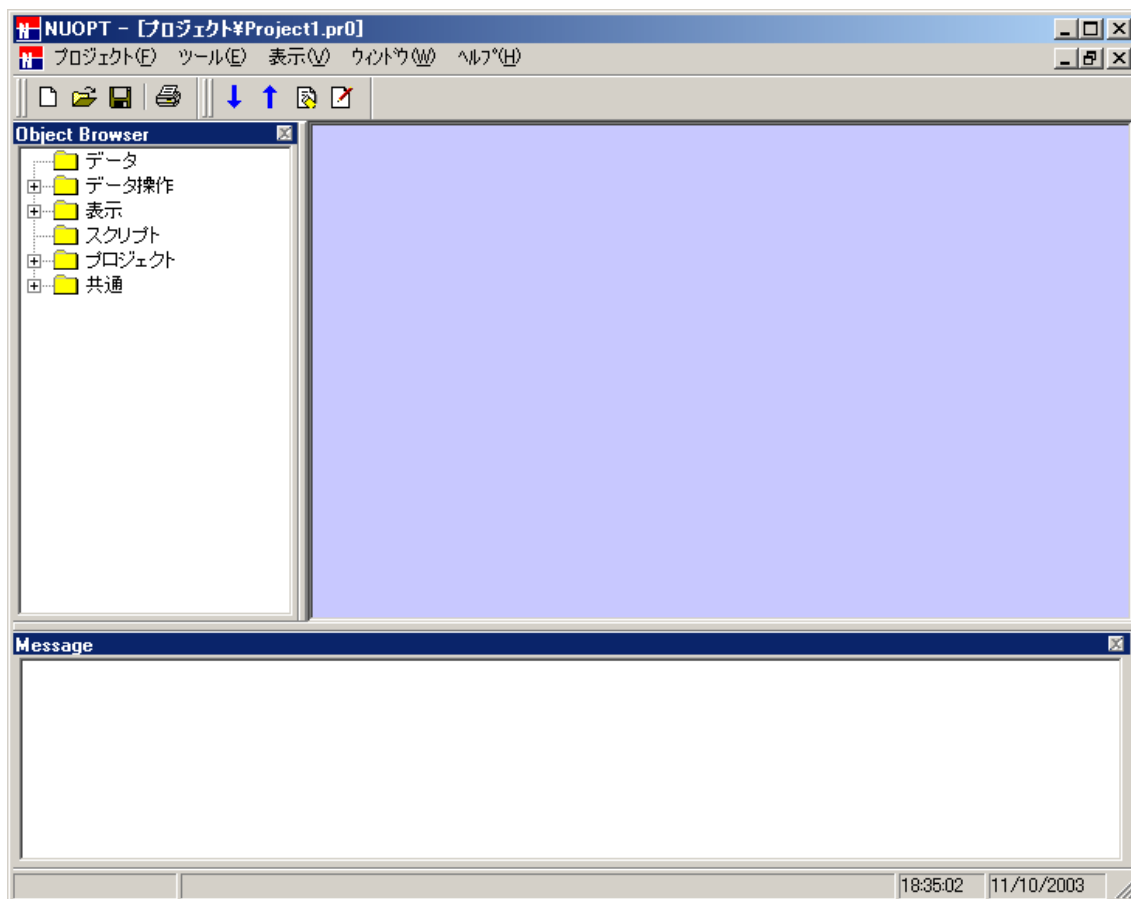 NUOPT - [プロジェクト¥Project1.pr0]
プロジェクト(F) ツール(E) 表示(V) ウィンドウ(W) ヘルプ(H)
Object Browser
データ
データ操作
表示
スクリプト
プロジェクト
共通
Message
18:35:02 11/10/2003